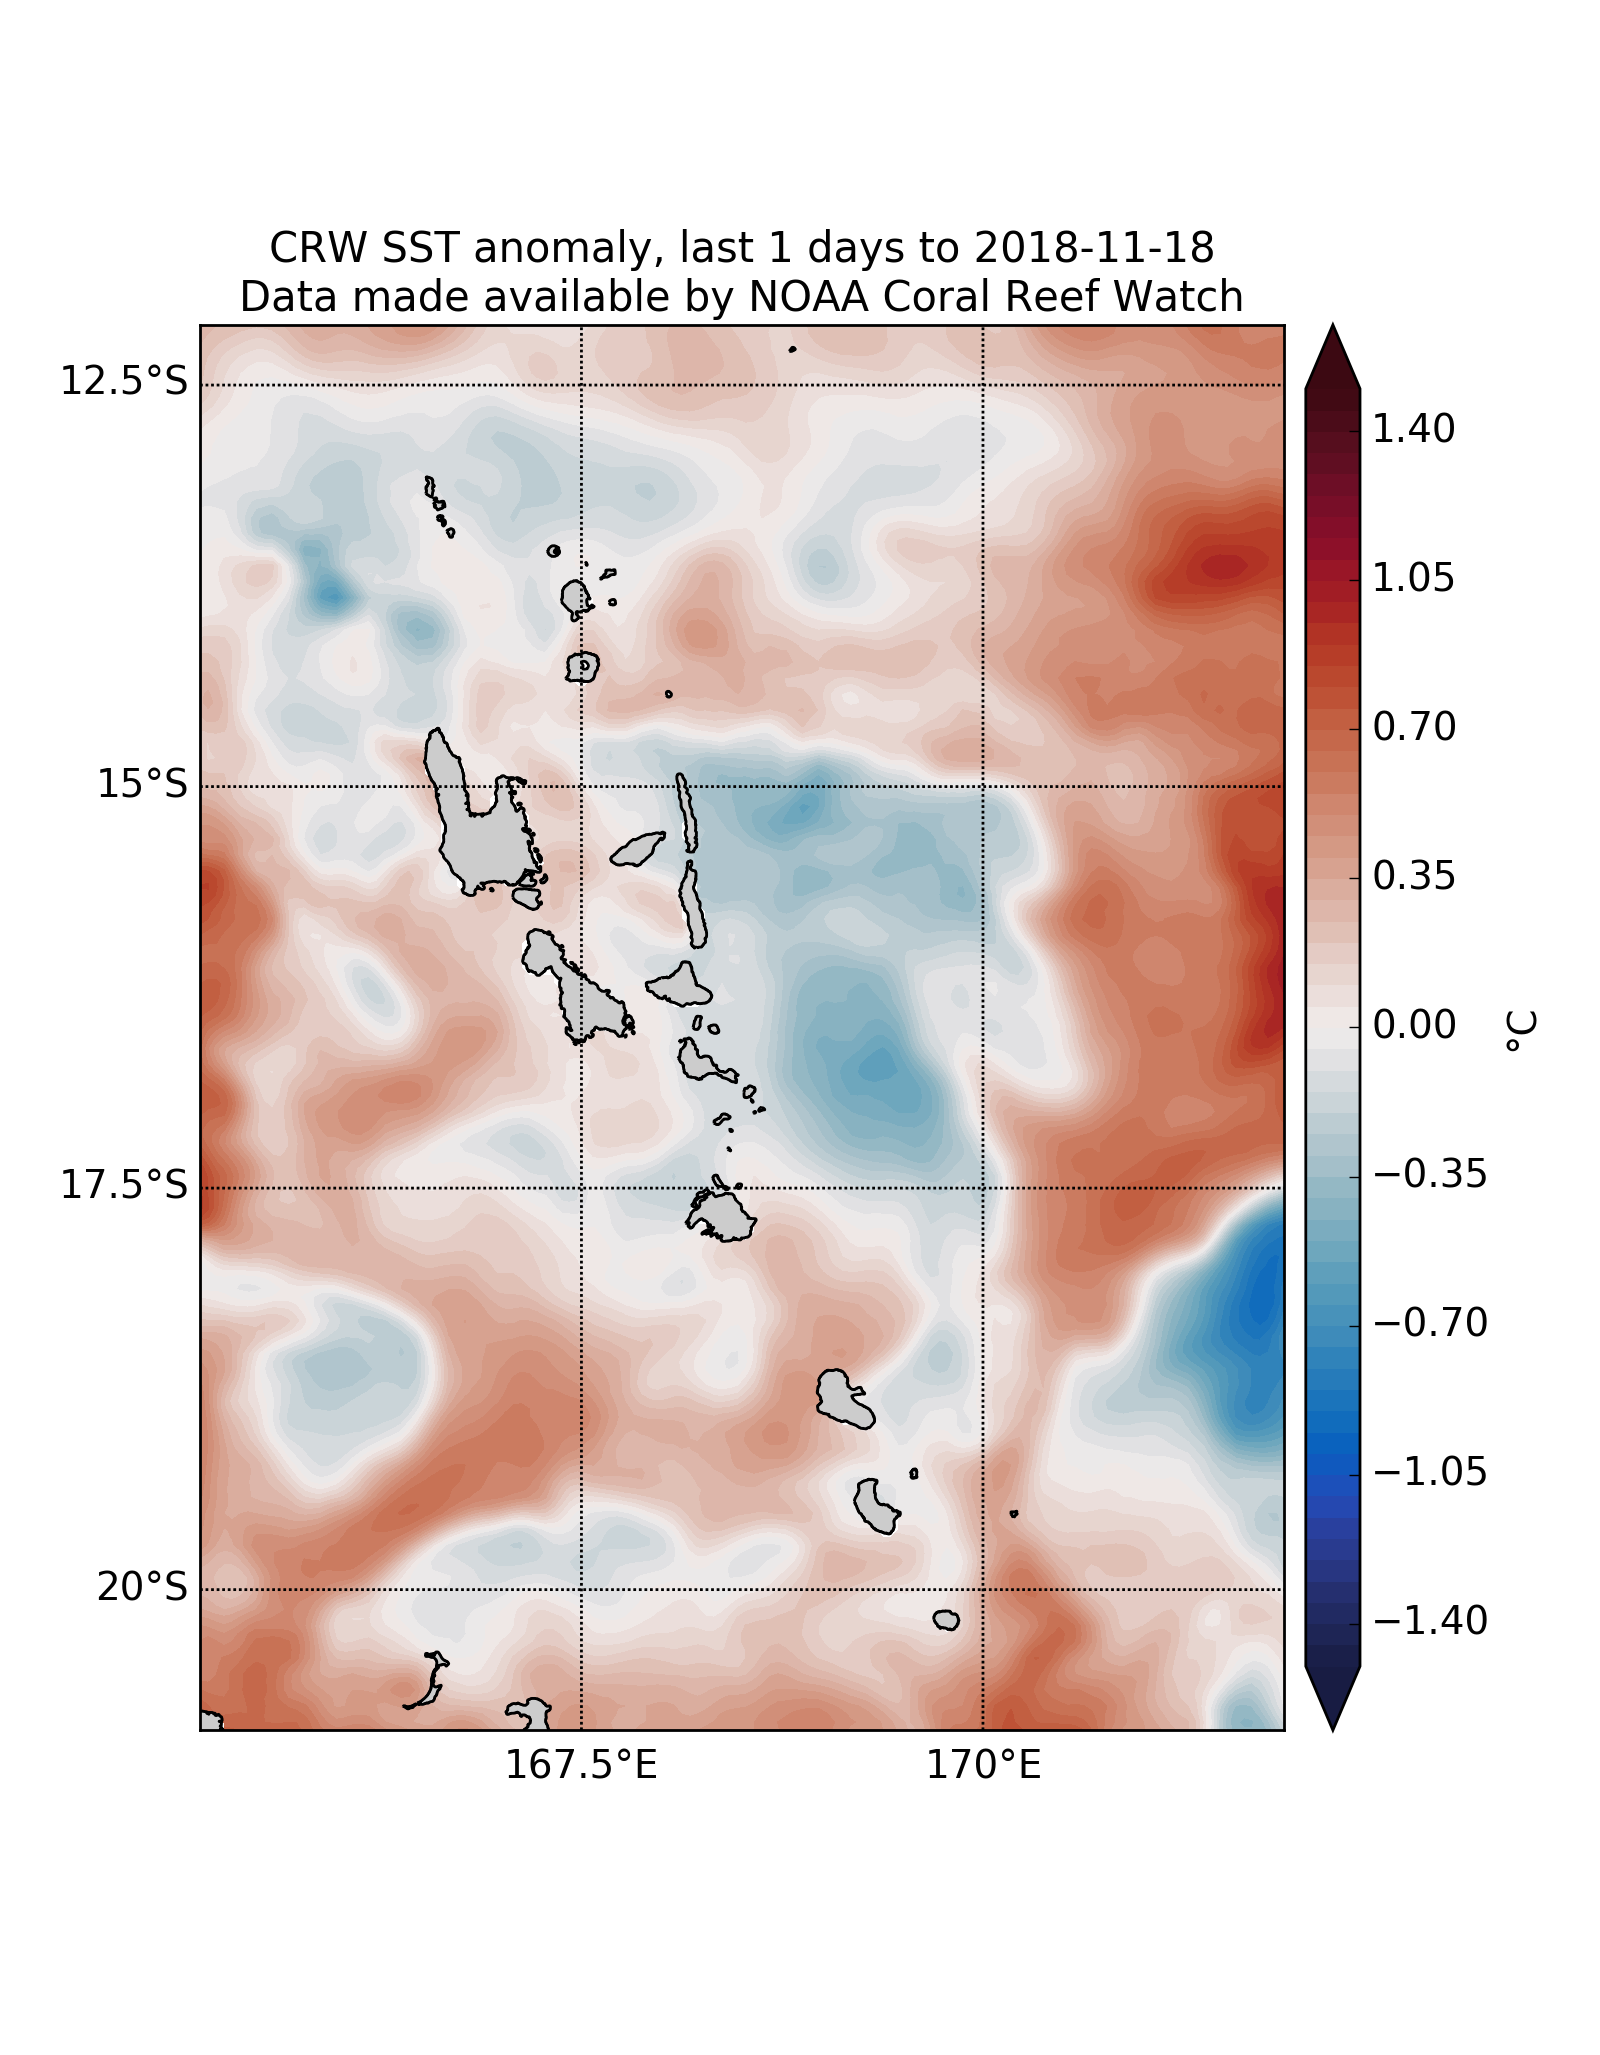 CRW SST anomaly, last 1 days to 2018-11-18
Data made available by NOAA Coral Reef Watch
12.5°S
15°S
17.5°S
20°S
167.5°E
170°E
1.40
1.05
0.70
0.35
0.00
−0.35
−0.70
−1.05
−1.40
°C